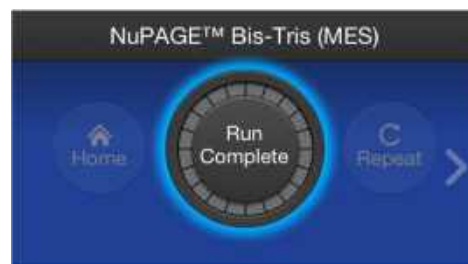 NuPAGE™ Bis-Tris (MES)
Run
Complete
Home
Repeat